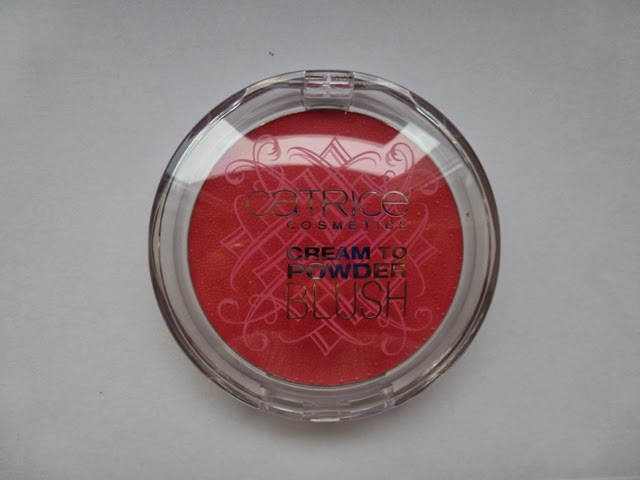 CATRICE
COSMETICS
CREAM TO
POWDER
BLUSH